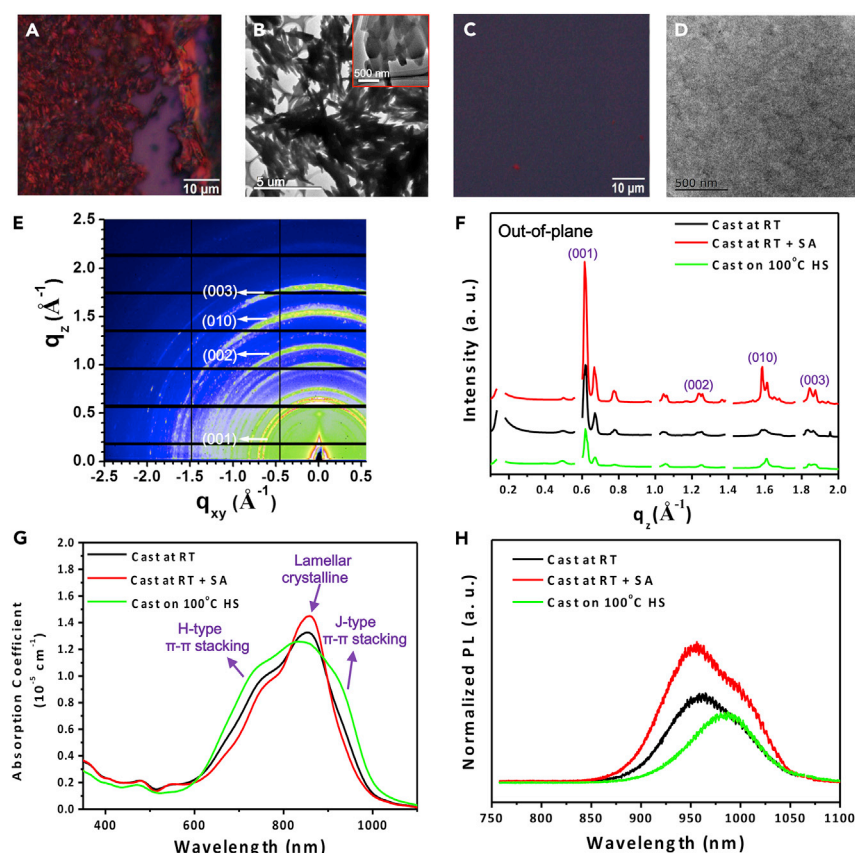 A
10 μm
B
500 nm
5 um
C
10 μm
D
500 nm
E
2.5
2.0
1.5
1.0
0.5
0.0
q_z (Å⁻¹)
(003)
(010)
(002)
(001)
-2.5 -2.0 -1.5 -1.0 -0.5 0.0 0.5
q_xy (Å⁻¹)
F
Out-of-plane
Cast at RT
Cast at RT + SA
Cast on 100°C HS
(001)
(002)
(010)
(003)
Intensity (a. u.)
0.2 0.4 0.6 0.8 1.0 1.2 1.4 1.6 1.8 2.0
q_z (Å⁻¹)
G
2.0
1.8
1.6
1.4
1.2
1.0
0.8
0.6
0.4
0.2
0.0
Absorption Coefficient
(10⁻⁵ cm⁻¹)
Cast at RT
Cast at RT + SA
Cast on 100°C HS
Lamellar
crystalline
H-type
π-π stacking
J-type
π-π stacking
400 600 800 1000
Wavelength (nm)
H
Cast at RT
Cast at RT + SA
Cast on 100°C HS
Normalized PL (a. u.)
750 800 850 900 950 1000 1050 1100
Wavelength (nm)